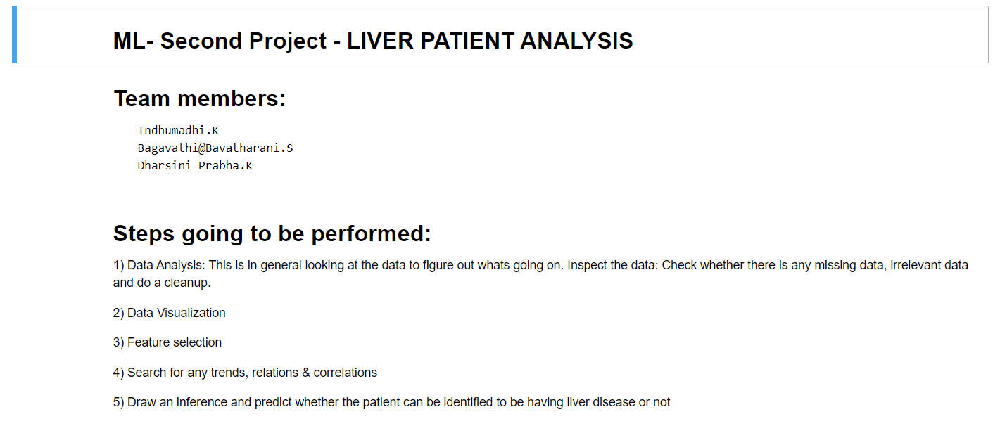 ML- Second Project - LIVER PATIENT ANALYSIS
Team members:
Indhumadhi.K
Bagavathi@Bavatharani.S
Dharsini Prabha.K
Steps going to be performed:
1) Data Analysis: This is in general looking at the data to figure out whats going on. Inspect the data: Check whether there is any missing data, irrelevant data
and do a cleanup.
2) Data Visualization
3) Feature selection
4) Search for any trends, relations & correlations
5) Draw an inference and predict whether the patient can be identified to be having liver disease or not